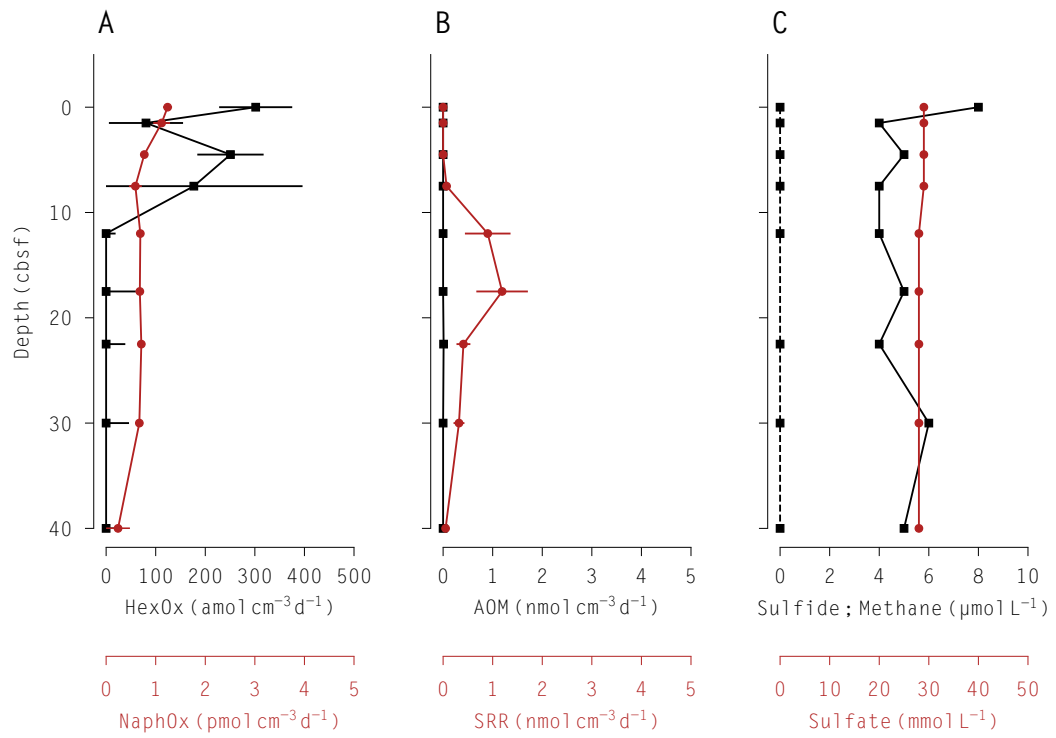 A B C
0
10
20
30
40
Depth (cbsf)
0 100 200 300 400 500
HexOx (amol cm⁻³ d⁻¹)
0 1 2 3 4 5
NaphOx (pmol cm⁻³ d⁻¹)
0 1 2 3 4 5
AOM (nmol cm⁻³ d⁻¹)
0 1 2 3 4 5
SRR (nmol cm⁻³ d⁻¹)
0 2 4 6 8 10
Sulfide ; Methane (µmol L⁻¹)
0 10 20 30 40 50
Sulfate (mmol L⁻¹)